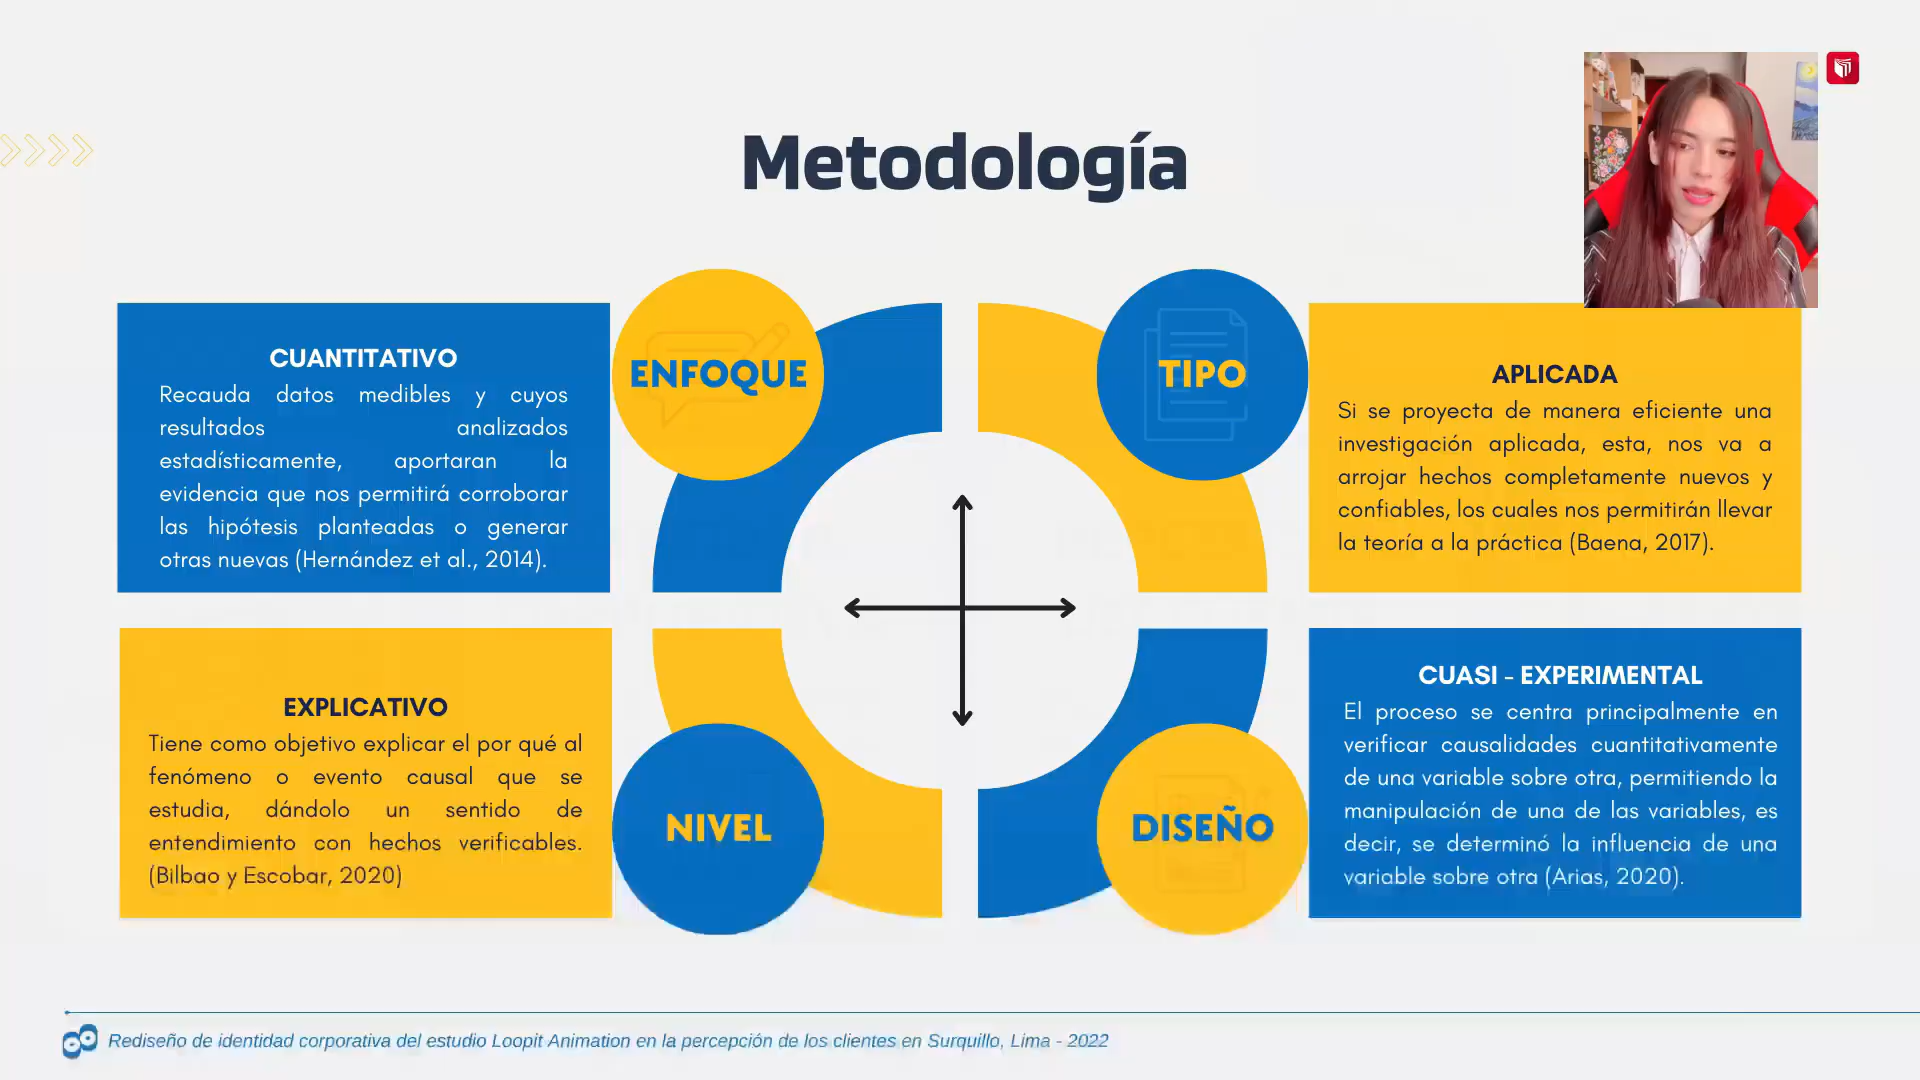 Metodología
CUANTITATIVO
Recauda datos medibles y cuyos
resultados analizados
estadísticamente, aportaran la
evidencia que nos permitirá corroborar
las hipótesis planteadas o generar
otras nuevas (Hernández et al., 2014).
ENFOQUE
TIPO
APLICADA
Si se proyecta de manera eficiente una
investigación aplicada, esta, nos va a
arrojar hechos completamente nuevos y
confiables, los cuales nos permitirán llevar
la teoría a la práctica (Baena, 2017).
EXPLICATIVO
Tiene como objetivo explicar el por qué al
fenómeno o evento causal que se
estudia, dándolo un sentido de
entendimiento con hechos verificables.
(Bilbao y Escobar, 2020)
NIVEL
DISEÑO
CUASI - EXPERIMENTAL
El proceso se centra principalmente en
verificar causalidades cuantitativamente
de una variable sobre otra, permitiendo la
manipulación de una de las variables, es
decir, se determinó la influencia de una
variable sobre otra (Arias, 2020).
Rediseño de identidad corporativa del estudio Loopit Animation en la percepción de los clientes en Surquillo, Lima - 2022